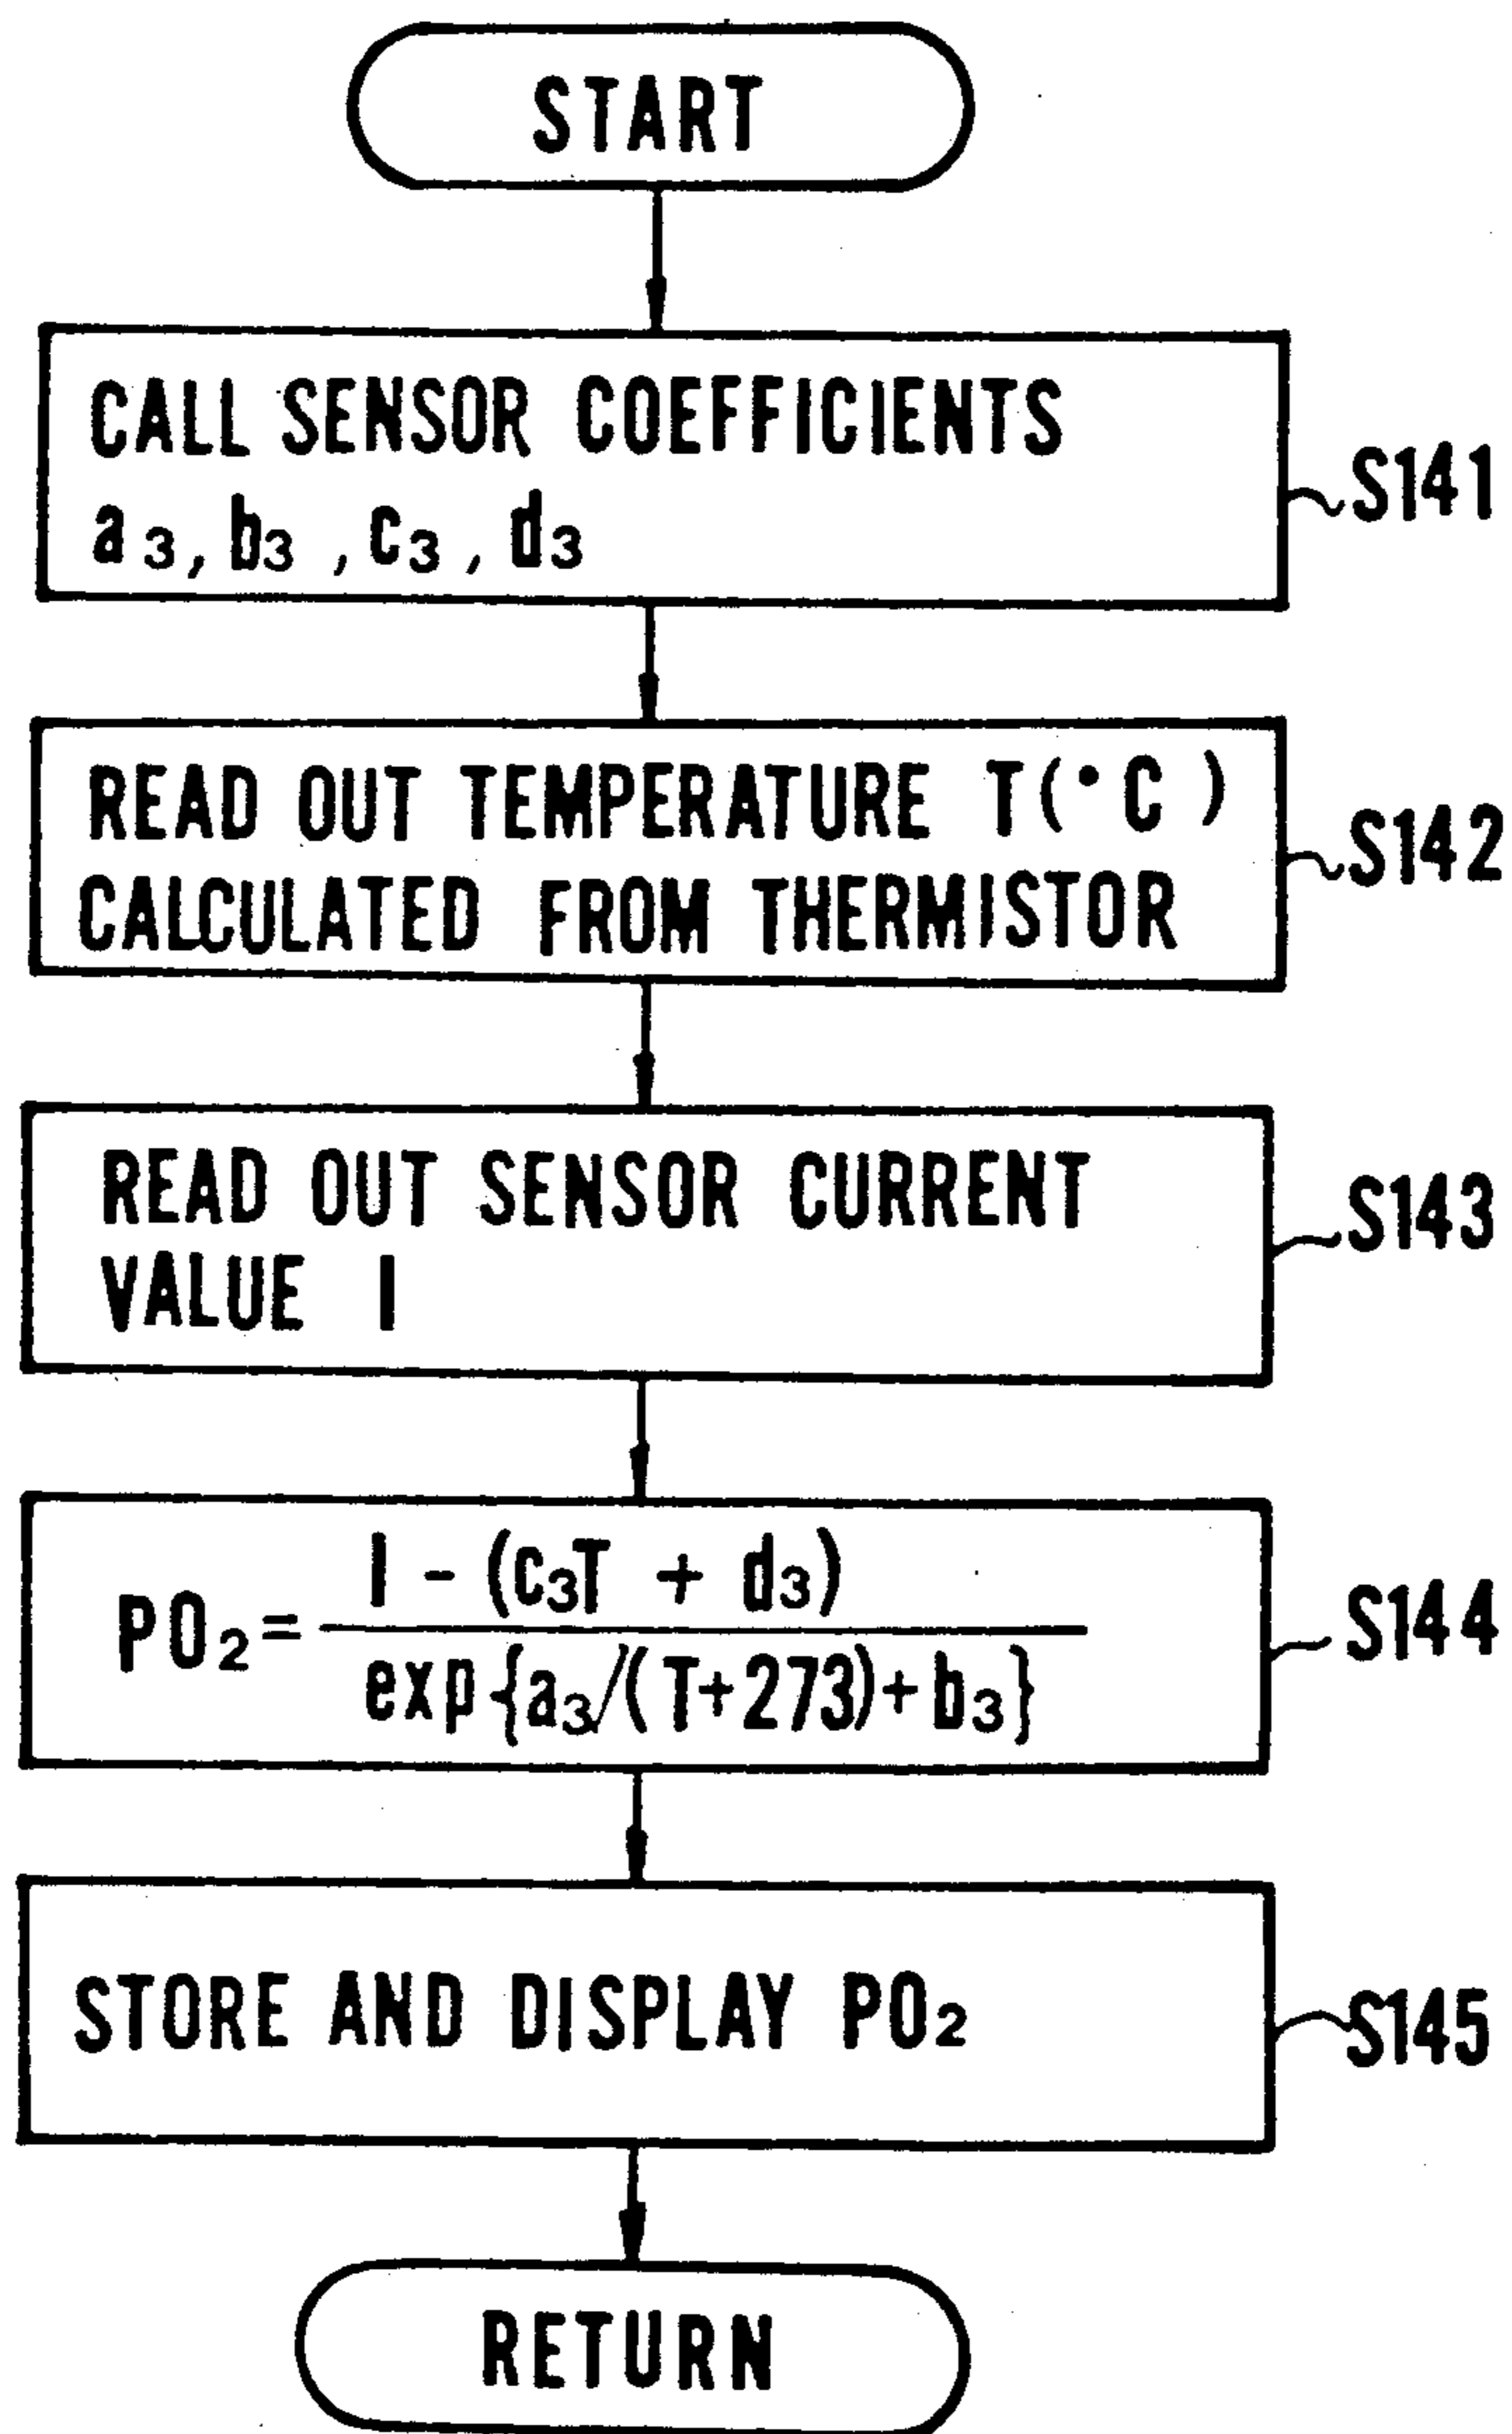 START
CALL SENSOR COEFFICIENTS
a₃, b₃, c₃, d₃
S141
READ OUT TEMPERATURE T(°C)
CALCULATED FROM THERMISTOR
S142
READ OUT SENSOR CURRENT
VALUE I
S143
I - (c₃T + d₃)
PO₂=
exp{a₃/(T+273)+b₃}
S144
STORE AND DISPLAY PO₂
S145
RETURN